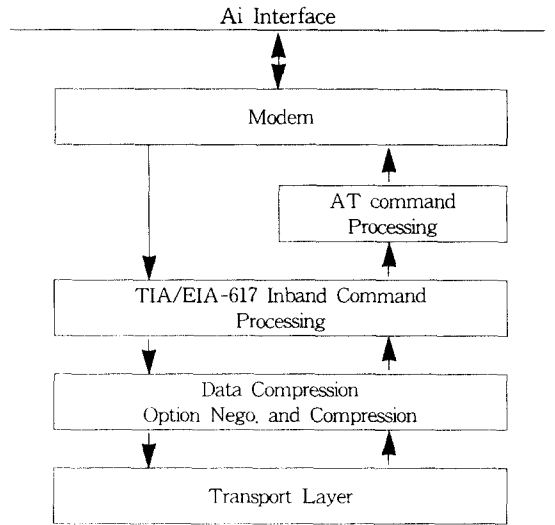 Ai Interface
Modem
AT command
Processing
TIA/EIA-617 Inband Command
Processing
Data Compression
Option Nego. and Compression
Transport Layer